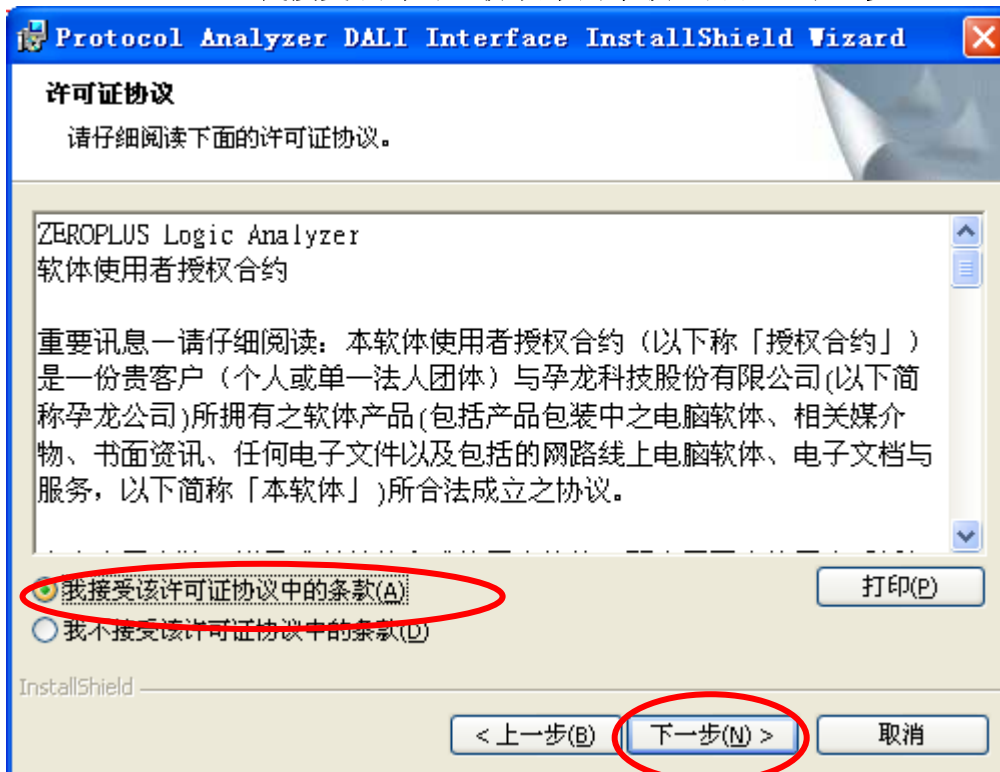 Protocol Analyzer DALI Interface InstallShield Wizard
许可证协议
请仔细阅读下面的许可证协议。
ZEROPLUS Logic Analyzer
软体使用者授权合约
重要讯息－请仔细阅读：本软体使用者授权合约（以下称「授权合约」）
是一份贵客户（个人或单一法人团体）与孕龙科技股份有限公司(以下简
称孕龙公司)所拥有之软体产品(包括产品包装中之电脑软体、相关媒介
物、书面资讯、任何电子文件以及包括的网路线上电脑软体、电子文档与
服务，以下简称「本软体」)所合法成立之协议。
我接受该许可证协议中的条款(A)
打印(P)
我不接受该许可证协议中的条款(D)
InstallShield
< 上一步(B)
下一步(N) >
取消